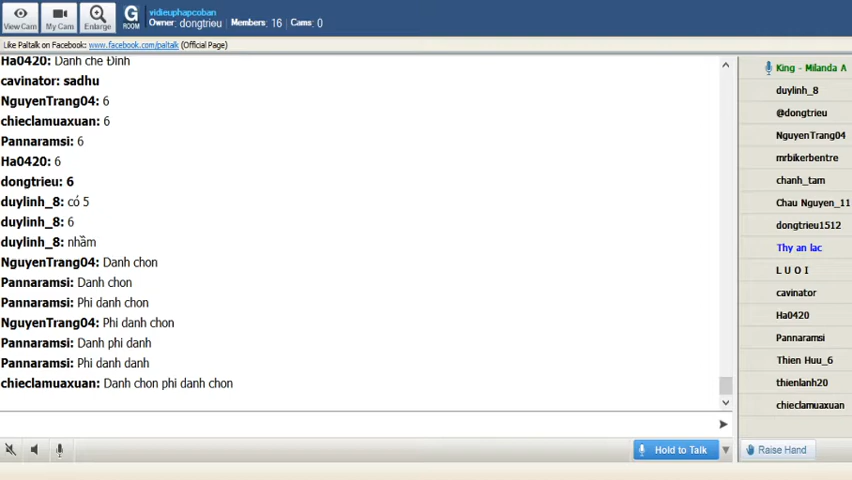 vidieuphapcoban
Owner: dongtrieu Members: 16 Cams: 0
View Cam
My Cam
Enlarge
G
ROOM
Like Paltalk on Facebook: www.facebook.com/paltalk (Official Page)
Ha0420: Danh chế Định
cavinator: sadhu
NguyenTrang04: 6
chieclamuaxuan: 6
Pannaramsi: 6
Ha0420: 6
dongtrieu: 6
duylinh_8: có 5
duylinh_8: 6
duylinh_8: nhầm
NguyenTrang04: Danh chon
Pannaramsi: Danh chon
Pannaramsi: Phi danh chon
NguyenTrang04: Phi danh chon
Pannaramsi: Danh phi danh
Pannaramsi: Phi danh danh
chieclamuaxuan: Danh chon phi danh chon
King - Milanda A
duylinh_8
@dongtrieu
NguyenTrang04
mrbikerbentre
chanh_tam
Chau Nguyen_11
dongtrieu1512
Thy an lac
L U O I
cavinator
Ha0420
Pannaramsi
Thien Huu_6
thienlanh20
chieclamuaxuan
Hold to Talk
Raise Hand